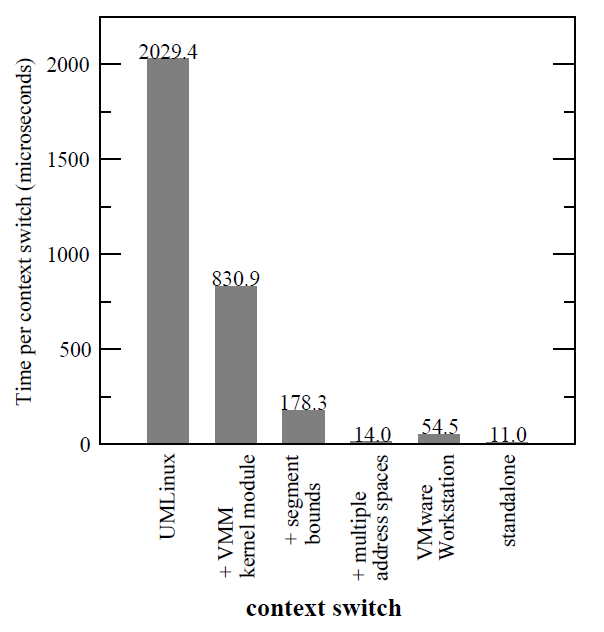 Time per context switch (microseconds)
2000
1500
1000
500
0
2029.4
830.9
178.3
14.0
54.5
11.0
UMLinux
+ VMM
kernel module
+ segment
bounds
+ multiple
address spaces
VMware
Workstation
standalone
context switch